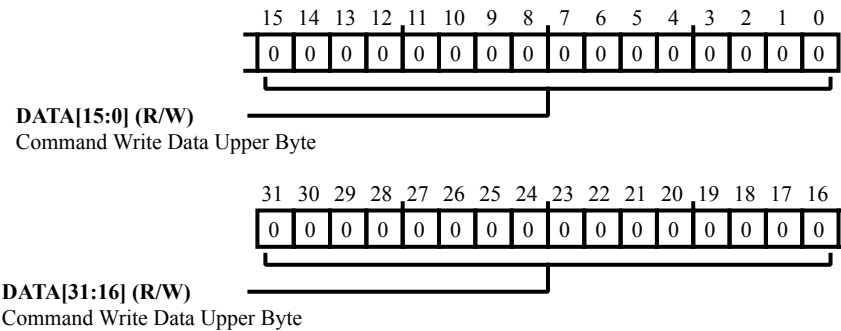 15 14 13 12 11 10 9 8 7 6 5 4 3 2 1 0
0 0 0 0 0 0 0 0 0 0 0 0 0 0 0 0
DATA[15:0] (R/W)
Command Write Data Upper Byte
31 30 29 28 27 26 25 24 23 22 21 20 19 18 17 16
0 0 0 0 0 0 0 0 0 0 0 0 0 0 0 0
DATA[31:16] (R/W)
Command Write Data Upper Byte